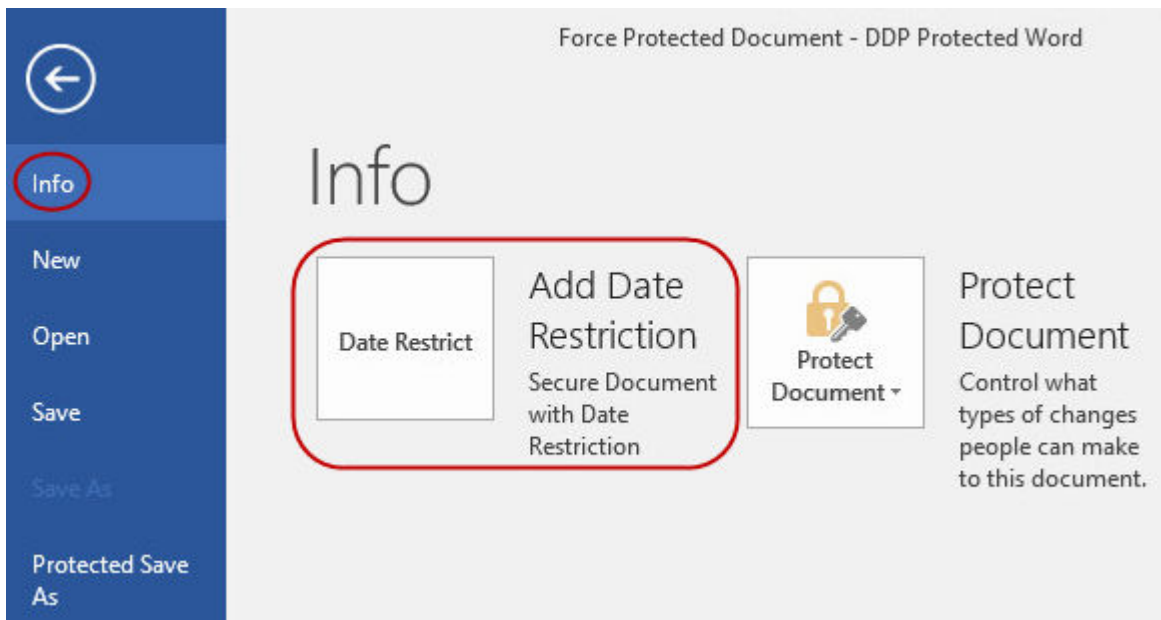 Force Protected Document - DDP Protected Word
Info
New
Open
Save
Save As
Protected Save
As
Info
Date Restrict
Add Date
Restriction
Secure Document
with Date
Restriction
Protect
Document
Protect
Document
Control what
types of changes
people can make
to this document.